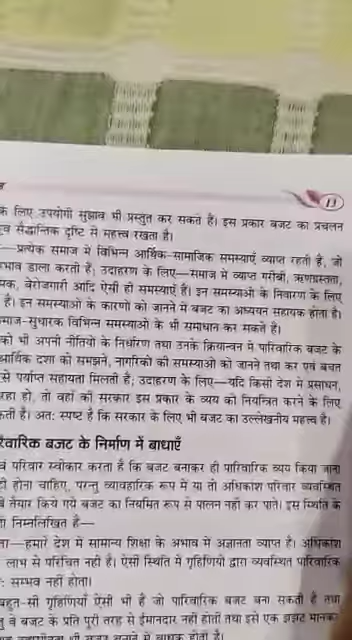 11
के लिए उपयोगी सुझाव भी प्रस्तुत कर सकते हैं। इस प्रकार बजट का प्रचलन
सैद्धान्तिक दृष्टि से महत्त्व रखता है।
—प्रत्येक समाज में विभिन्न आर्थिक-सामाजिक समस्याएँ व्याप्त रहती हैं, जो
भाव डाला करती हैं; उदाहरण के लिए—समाज में व्याप्त गरीबी, ऋणग्रस्तता,
बेरोजगारी आदि ऐसी ही समस्याएँ हैं। इन समस्याओं के निवारण के लिए
है। इन समस्याओं के कारणों को जानने में बजट का अध्ययन सहायक होता है।
माज-सुधारक विभिन्न समस्याओं के भी समाधान कर सकते हैं।
को भी अपनी नीतियों के निर्धारण तथा उनके क्रियान्वन में पारिवारिक बजट के
आर्थिक दशा को समझने, नागरिकों की समस्याओं को जानने तथा कर एवं बचत
से पर्याप्त सहायता मिलती है; उदाहरण के लिए—यदि किसी देश में प्रसाधन,
रहा हो, तो वहाँ की सरकार इस प्रकार के व्यय को नियन्त्रित करने के लिए
कती है। अतः स्पष्ट है कि सरकार के लिए भी बजट का उल्लेखनीय महत्त्व है।
रेवारिक बजट के निर्माण में बाधाएँ
परिवार स्वीकार करता है कि बजट बनाकर ही पारिवारिक व्यय किया जाना
ही होना चाहिए, परन्तु व्यावहारिक रूप में या तो अधिकांश परिवार व्यवस्थित
तैयार किये गये बजट का नियमित रूप से पालन नहीं कर पाते। इस स्थिति के
निम्नलिखित हैं—
ता—हमारे देश में सामान्य शिक्षा के अभाव में अज्ञानता व्याप्त है। अधिकांश
लाभ से परिचित नहीं हैं। ऐसी स्थिति में गृहिणियों द्वारा व्यवस्थित पारिवारिक
सम्भव नहीं होता।
बहुत-सी गृहिणियाँ ऐसी भी हैं जो पारिवारिक बजट बना सकती हैं तथा
वे बजट के प्रति पूरी तरह से ईमानदार नहीं होतीं तथा इसे एक झंझट मानकर
भी बजट बनाने में बाधक होती है।